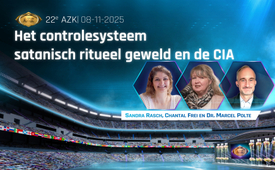 22ᵉ AZK| 08-11-2025
Het controlesysteem
satanisch ritueel geweld en de CIA
Sandra Rasch, Chantal Frei en Dr. Marcel Polte